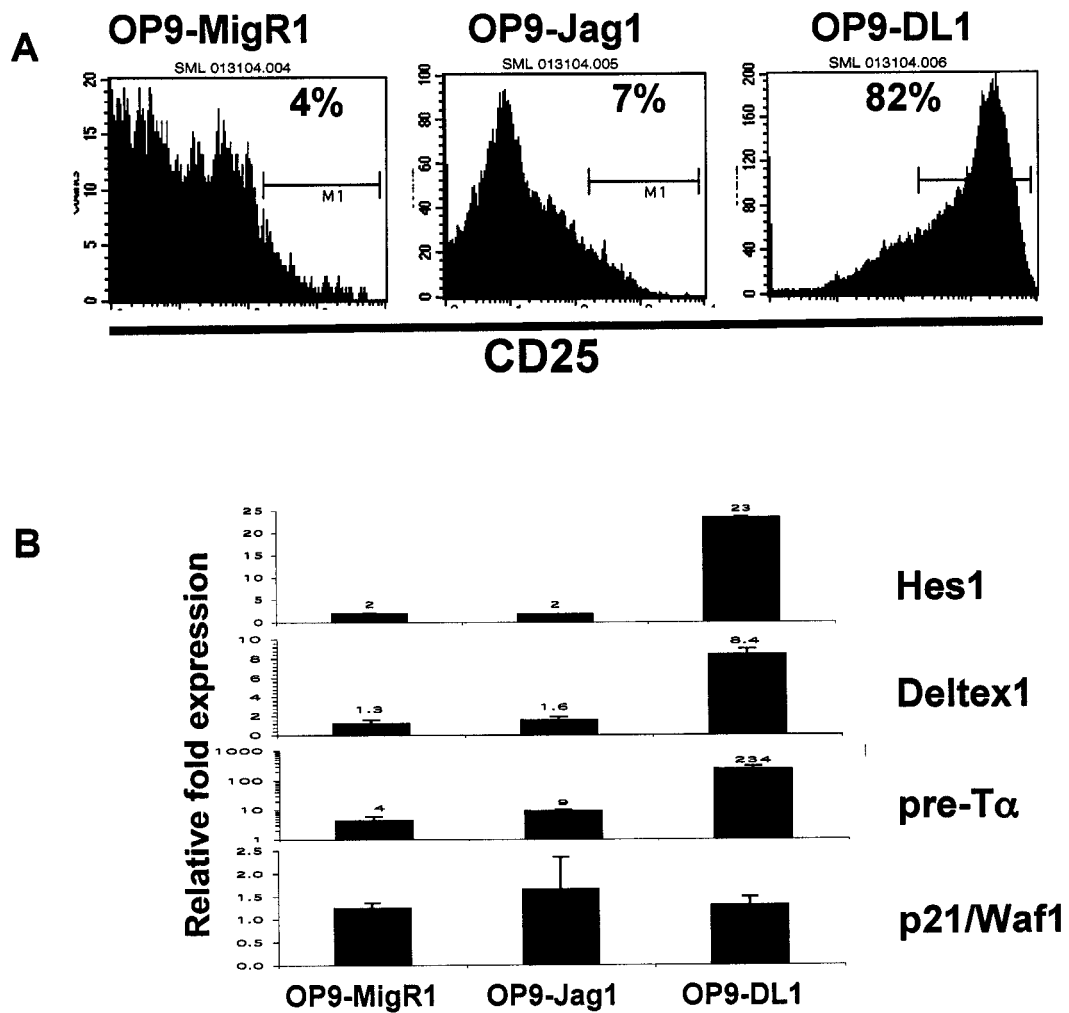 A
OP9-MigR1 OP9-Jag1 OP9-DL1
SML 013104.004 SML 013104.005 SML 013104.006
20 15 10 5 0
4%
M1
100 80 60 40 20 0
7%
M1
200 160 120 80 40 0
82%
CD25
B
Relative fold expression
25 20 15 10 5 0
2 2 23
Hes1
10 8 6 4 2 0
1.3 1.6 8.4
Deltex1
1000 100 10 1
4 9 234
pre-Tα
2.5 2.0 1.5 1.0 0.5 0.0
p21/Waf1
OP9-MigR1 OP9-Jag1 OP9-DL1